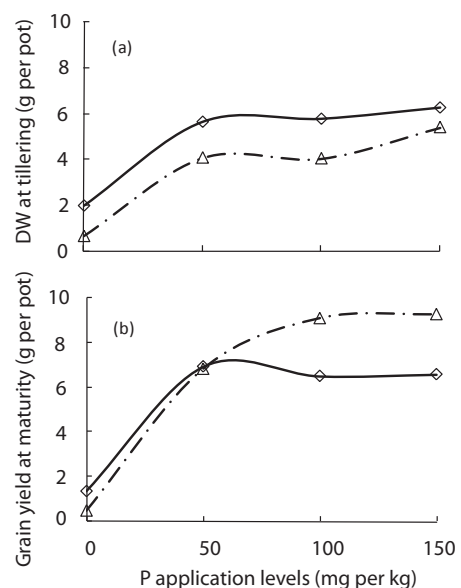 DW at tillering (g per pot)
10
8
6
4
2
0
(a)
Grain yield at maturity (g per pot)
10
8
6
4
2
0
(b)
0 50 100 150
P application levels (mg per kg)